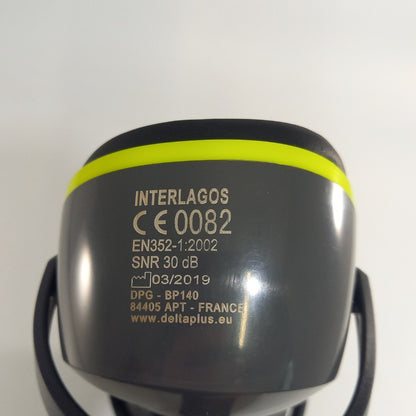 INTERLAGOS
CE 0082
EN352-1:2002
SNR 30 dB
03/2019
DPG - BP140
84405 APT - FRANCE
www.deltaplus.eu